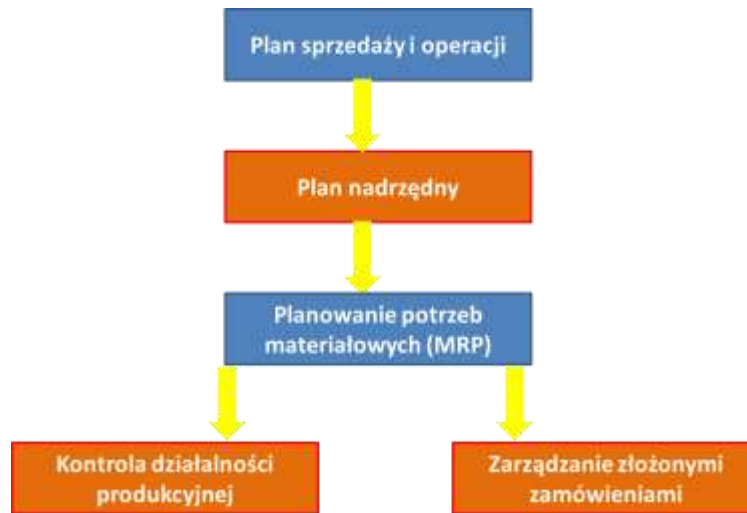 Plan sprzedaży i operacji
Plan nadrzędny
Planowanie potrzeb
materiałowych (MRP)
Kontrola działalności
produkcyjnej
Zarządzanie złożonymi
zamówieniami